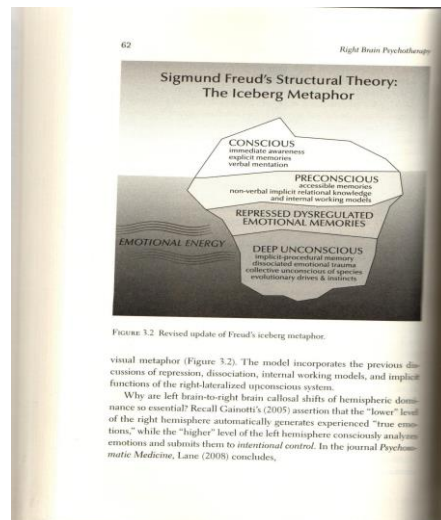 62
Right Brain Psychotherapy
Sigmund Freud's Structural Theory:
The Iceberg Metaphor
CONSCIOUS
immediate awareness
explicit memories
verbal mentation
PRECONSCIOUS
accessible memories
non-verbal implicit relational knowledge
and internal working models
REPRESSED DYSREGULATED
EMOTIONAL MEMORIES
EMOTIONAL ENERGY
DEEP UNCONSCIOUS
implicit-procedural memory
dissociated emotional trauma
collective unconscious of species
evolutionary drives & instincts
FIGURE 3.2 Revised update of Freud's iceberg metaphor.
visual metaphor (Figure 3.2). The model incorporates the previous dis-
cussions of repression, dissociation, internal working models, and implicit
functions of the right-lateralized unconscious system.
Why are left brain-to-right brain callosal shifts of hemispheric domi-
nance so essential? Recall Gainotti's (2005) assertion that the "lower" level
of the right hemisphere automatically generates experienced "true emo-
tions," while the "higher" level of the left hemisphere consciously analyzes
emotions and submits them to intentional control. In the journal Psychoso-
matic Medicine, Lane (2008) concludes,